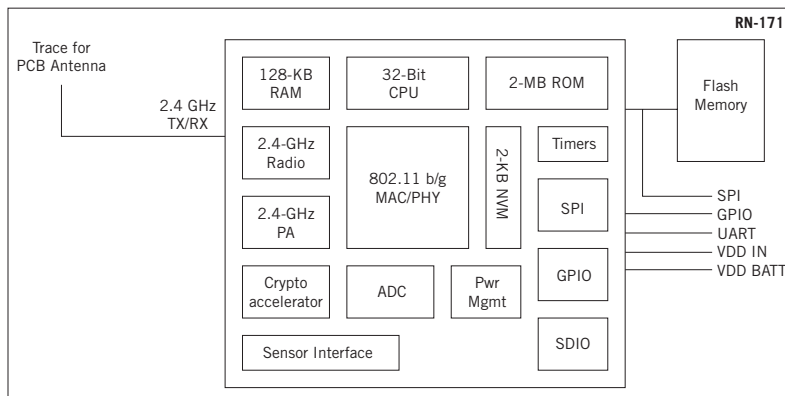 RN-171
Trace for
PCB Antenna
2.4 GHz
TX/RX
128-KB
RAM
32-Bit
CPU
2-MB ROM
Flash
Memory
2.4-GHz
Radio
802.11 b/g
MAC/PHY
2-KB NVM
Timers
2.4-GHz
PA
SPI
SPI
GPIO
UART
VDD IN
VDD BATT
Crypto
accelerator
ADC
Pwr
Mgmt
GPIO
Sensor Interface
SDIO